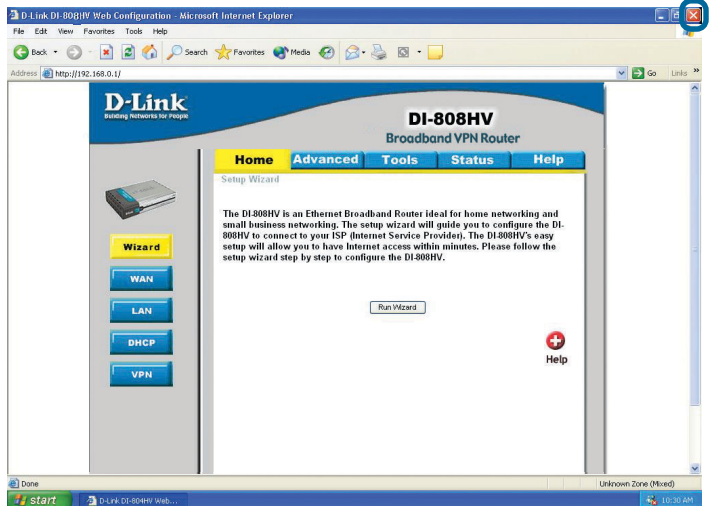 D-Link DI-808HV Web Configuration - Microsoft Internet Explorer
File Edit View Favorites Tools Help
Back Search Favorites Media
Address http://192.168.0.1/ Go Links »
D-Link
Building Networks for People
DI-808HV
Broadband VPN Router
Home Advanced Tools Status Help
Setup Wizard
The DI-808HV is an Ethernet Broadband Router ideal for home networking and
small business networking. The setup wizard will guide you to configure the DI-
808HV to connect to your ISP (Internet Service Provider). The DI-808HV's easy
setup will allow you to have Internet access within minutes. Please follow the
setup wizard step by step to configure the DI-808HV.
Wizard
WAN
LAN
DHCP
VPN
Run Wizard
Help
Done Unknown Zone (Mixed)
start D-Link DI-804HV Web... 10:30 AM